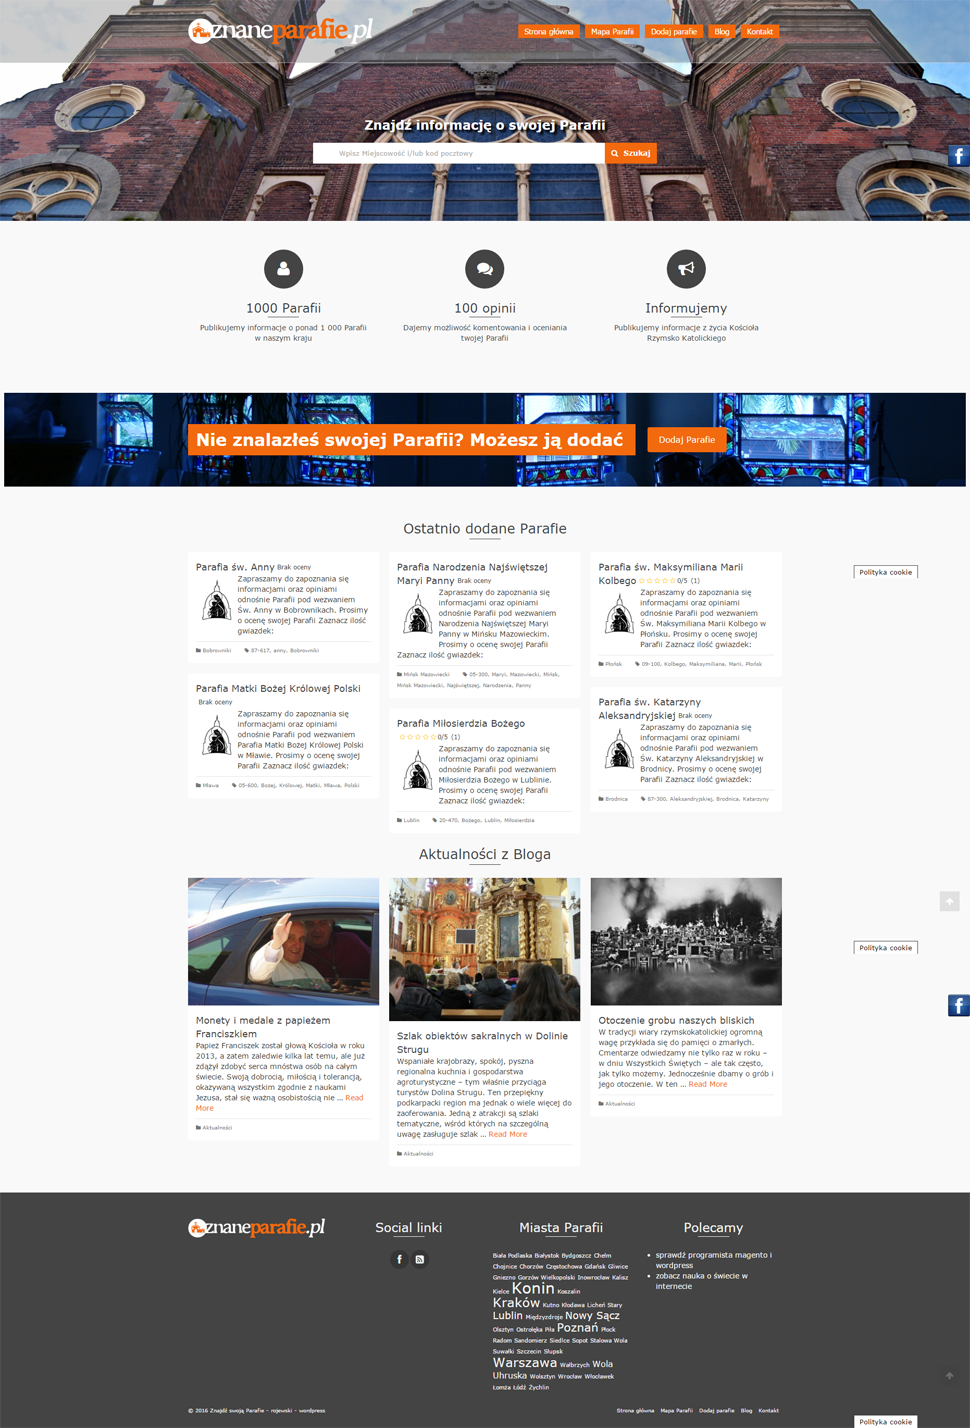 znaneparafie.pl
Strona główna
Mapa Parafii
Dodaj parafie
Blog
Kontakt
Znajdź informację o swojej Parafii
Wpisz Miejscowość i/lub kod pocztowy
Szukaj
1000 Parafii
Publikujemy informacje o ponad 1 000 Parafii
w naszym kraju
100 opinii
Dajemy możliwość komentowania i oceniania
twojej Parafii
Informujemy
Publikujemy informacje z życia Kościoła
Rzymsko Katolickiego
Nie znalazłeś swojej Parafii? Możesz ją dodać
Dodaj Parafie
Ostatnio dodane Parafie
Parafia św. Anny Brak oceny
Zapraszamy do zapoznania się
informacjami oraz opiniami
odnośnie Parafii pod wezwaniem
Św. Anny w Bobrownikach. Prosimy
o ocenę swojej Parafii Zaznacz ilość
gwiazdek:
Bobrowniki 87-617, anny, Bobrowniki
Parafia Matki Bożej Królowej Polski
Brak oceny
Zapraszamy do zapoznania się
informacjami oraz opiniami
odnośnie Parafii pod wezwaniem
Parafia Matki Bożej Królowej Polski
w Mławie. Prosimy o ocenę swojej
Parafii Zaznacz ilość gwiazdek:
Mława 05-600, Bożej, Królowej, Matki, Mława, Polski
Parafia Narodzenia Najświętszej
Maryi Panny Brak oceny
Zapraszamy do zapoznania się
informacjami oraz opiniami
odnośnie Parafii pod wezwaniem
Narodzenia Najświętszej Maryi
Panny w Mińsku Mazowieckim.
Prosimy o ocenę swojej Parafii
Zaznacz ilość gwiazdek:
Mińsk Mazowiecki 05-300, Maryi, Mazowiecki, Mińsk,
Mińsk Mazowiecki, Najświętszej, Narodzenia, Panny
Parafia Miłosierdzia Bożego
0/5 (1)
Zapraszamy do zapoznania się
informacjami oraz opiniami
odnośnie Parafii pod wezwaniem
Miłosierdzia Bożego w Lublinie.
Prosimy o ocenę swojej Parafii
Zaznacz ilość gwiazdek:
Lublin 20-470, Bożego, Lublin, Miłosierdzia
Parafia św. Maksymiliana Marii
Kolbego 0/5 (1)
Zapraszamy do zapoznania się
informacjami oraz opiniami
odnośnie Parafii pod wezwaniem
Św. Maksymiliana Marii Kolbego w
Płońsku. Prosimy o ocenę swojej
Parafii Zaznacz ilość gwiazdek:
Płońsk 09-100, Kolbego, Maksymiliana, Marii, Płońsk
Parafia św. Katarzyny
Aleksandryjskiej Brak oceny
Zapraszamy do zapoznania się
informacjami oraz opiniami
odnośnie Parafii pod wezwaniem
Św. Katarzyny Aleksandryjskiej w
Brodnicy. Prosimy o ocenę swojej
Parafii Zaznacz ilość gwiazdek:
Brodnica 87-300, Aleksandryjskiej, Brodnica, Katarzyny
Polityka cookie
Aktualności z Bloga
Monety i medale z papieżem
Franciszkiem
Papież Franciszek został głową Kościoła w roku
2013, a zatem zaledwie kilka lat temu, ale już
zdążył zdobyć serca mnóstwa osób na całym
świecie. Swoją dobrocią, miłością i tolerancją,
okazywaną wszystkim zgodnie z naukami
Jezusa, stał się ważną osobistością nie ... Read
More
Aktualności
Szlak obiektów sakralnych w Dolinie
Strugu
Wspaniałe krajobrazy, spokój, pyszna
regionalna kuchnia i gospodarstwa
agroturystyczne – tym właśnie przyciąga
turystów Dolina Strugu. Ten przepiękny
podkarpacki region ma jednak o wiele więcej do
zaoferowania. Jedną z atrakcji są szlaki
tematyczne, wśród których na szczególną
uwagę zasługuje szlak ... Read More
Aktualności
Otoczenie grobu naszych bliskich
W tradycji wiary rzymskokatolickiej ogromną
wagę przykłada się do pamięci o zmarłych.
Cmentarze odwiedzamy nie tylko raz w roku –
w dniu Wszystkich Świętych – ale tak często,
jak tylko możemy. Jednocześnie dbamy o grób i
jego otoczenie. W ten ... Read More
Aktualności
Polityka cookie
znaneparafie.pl
Social linki
Miasta Parafii
Biała Podlaska Białystok Bydgoszcz Chełm
Chojnice Chorzów Częstochowa Gdańsk Gliwice
Gniezno Gorzów Wielkopolski Inowrocław Kalisz
Kielce Konin Koszalin
Kraków Kutno Kłodawa Licheń Stary
Lublin Międzyzdroje Nowy Sącz
Olsztyn Ostrołęka Piła Poznań Płock
Radom Sandomierz Siedlce Sopot Stalowa Wola
Suwałki Szczecin Słupsk
Warszawa Wałbrzych Wola
Uhruska Wolsztyn Wrocław Włocławek
Łomża Łódź Żychlin
Polecamy
sprawdź programista magento i
wordpress
zobacz nauka o świecie w
internecie
© 2016 Znajdź swoją Parafie - rojewski - wordpress
Strona główna Mapa Parafii Dodaj parafie Blog Kontakt
Polityka cookie